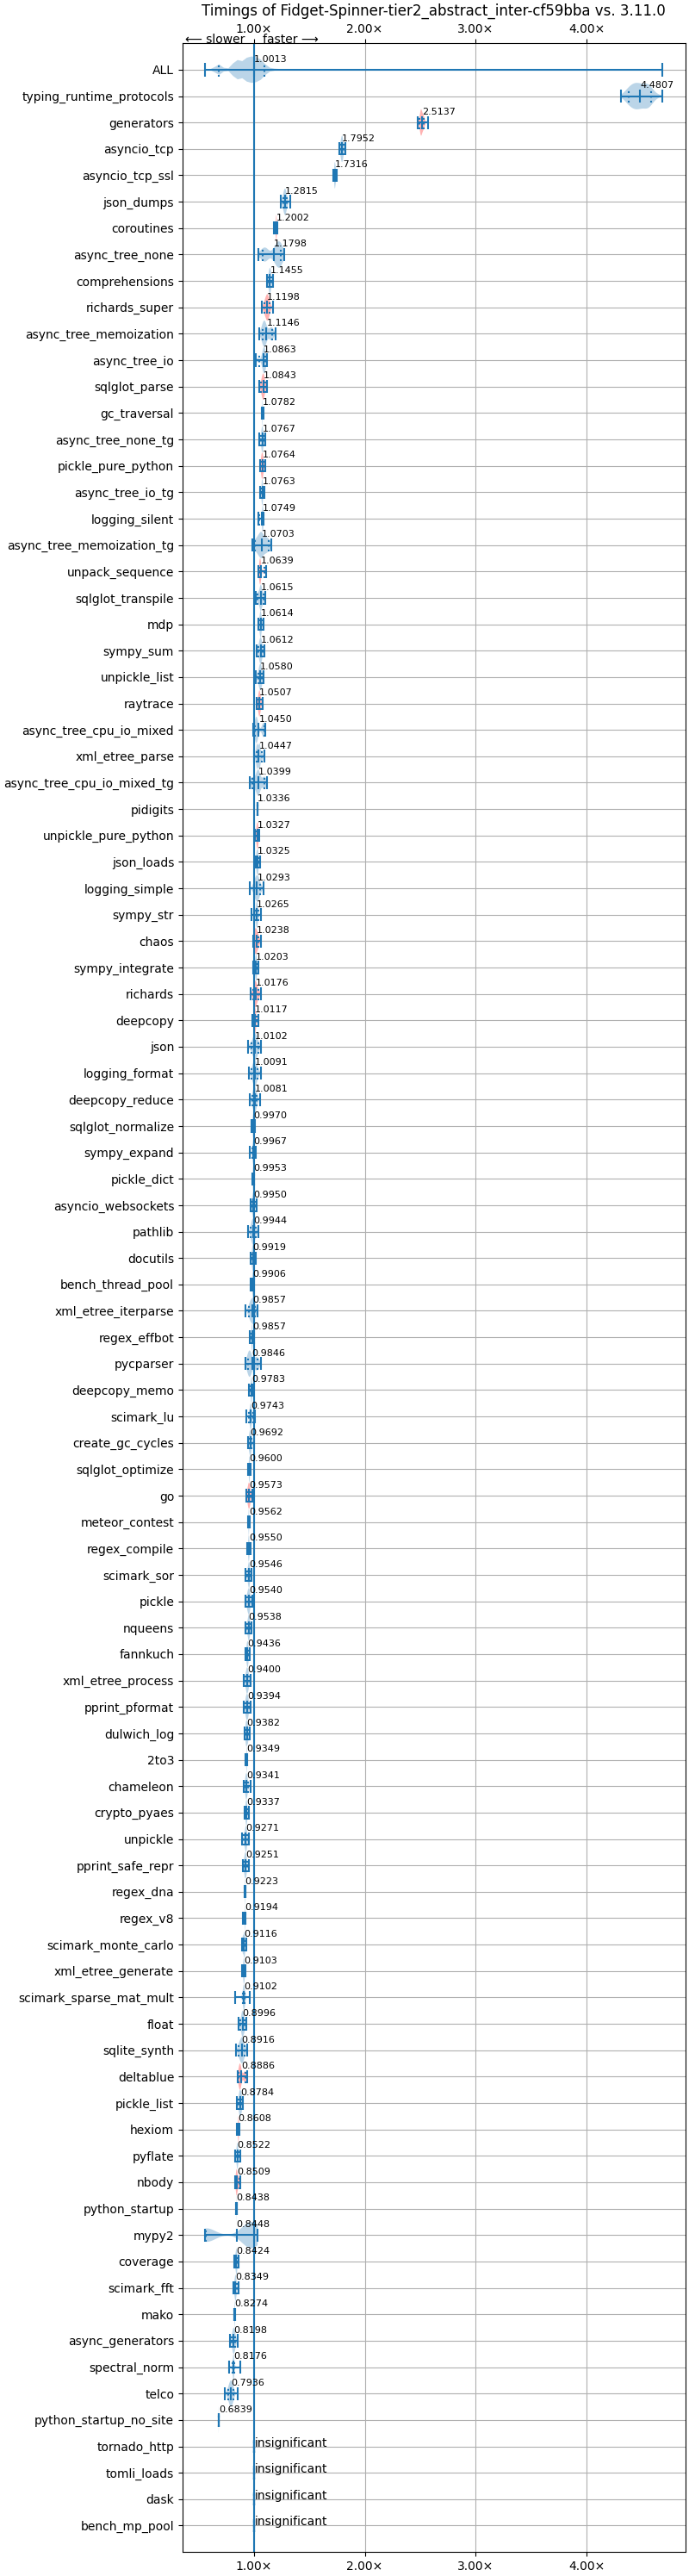 Timings of Fidget-Spinner-tier2_abstract_inter-cf59bba vs. 3.11.0
1.00× 2.00× 3.00× 4.00×
⟵ slower faster ⟶
ALL 1.0013
typing_runtime_protocols 4.4807
generators 2.5137
asyncio_tcp 1.7952
asyncio_tcp_ssl 1.7316
json_dumps 1.2815
coroutines 1.2002
async_tree_none 1.1798
comprehensions 1.1455
richards_super 1.1198
async_tree_memoization 1.1146
async_tree_io 1.0863
sqlglot_parse 1.0843
gc_traversal 1.0782
async_tree_none_tg 1.0767
pickle_pure_python 1.0764
async_tree_io_tg 1.0763
logging_silent 1.0749
async_tree_memoization_tg 1.0703
unpack_sequence 1.0639
sqlglot_transpile 1.0615
mdp 1.0614
sympy_sum 1.0612
unpickle_list 1.0580
raytrace 1.0507
async_tree_cpu_io_mixed 1.0450
xml_etree_parse 1.0447
async_tree_cpu_io_mixed_tg 1.0399
pidigits 1.0336
unpickle_pure_python 1.0327
json_loads 1.0325
logging_simple 1.0293
sympy_str 1.0265
chaos 1.0238
sympy_integrate 1.0203
richards 1.0176
deepcopy 1.0117
json 1.0102
logging_format 1.0091
deepcopy_reduce 1.0081
sqlglot_normalize 0.9970
sympy_expand 0.9967
pickle_dict 0.9953
asyncio_websockets 0.9950
pathlib 0.9944
docutils 0.9919
bench_thread_pool 0.9906
xml_etree_iterparse 0.9857
regex_effbot 0.9857
pycparser 0.9846
deepcopy_memo 0.9783
scimark_lu 0.9743
create_gc_cycles 0.9692
sqlglot_optimize 0.9600
go 0.9573
meteor_contest 0.9562
regex_compile 0.9550
scimark_sor 0.9546
pickle 0.9540
nqueens 0.9538
fannkuch 0.9436
xml_etree_process 0.9400
pprint_pformat 0.9394
dulwich_log 0.9382
2to3 0.9349
chameleon 0.9341
crypto_pyaes 0.9337
unpickle 0.9271
pprint_safe_repr 0.9251
regex_dna 0.9223
regex_v8 0.9194
scimark_monte_carlo 0.9116
xml_etree_generate 0.9103
scimark_sparse_mat_mult 0.9102
float 0.8996
sqlite_synth 0.8916
deltablue 0.8886
pickle_list 0.8784
hexiom 0.8608
pyflate 0.8522
nbody 0.8509
python_startup 0.8438
mypy2 0.8448
coverage 0.8424
scimark_fft 0.8349
mako 0.8274
async_generators 0.8198
spectral_norm 0.8176
telco 0.7936
python_startup_no_site 0.6839
tornado_http insignificant
tomli_loads insignificant
dask insignificant
bench_mp_pool insignificant
1.00× 2.00× 3.00× 4.00×